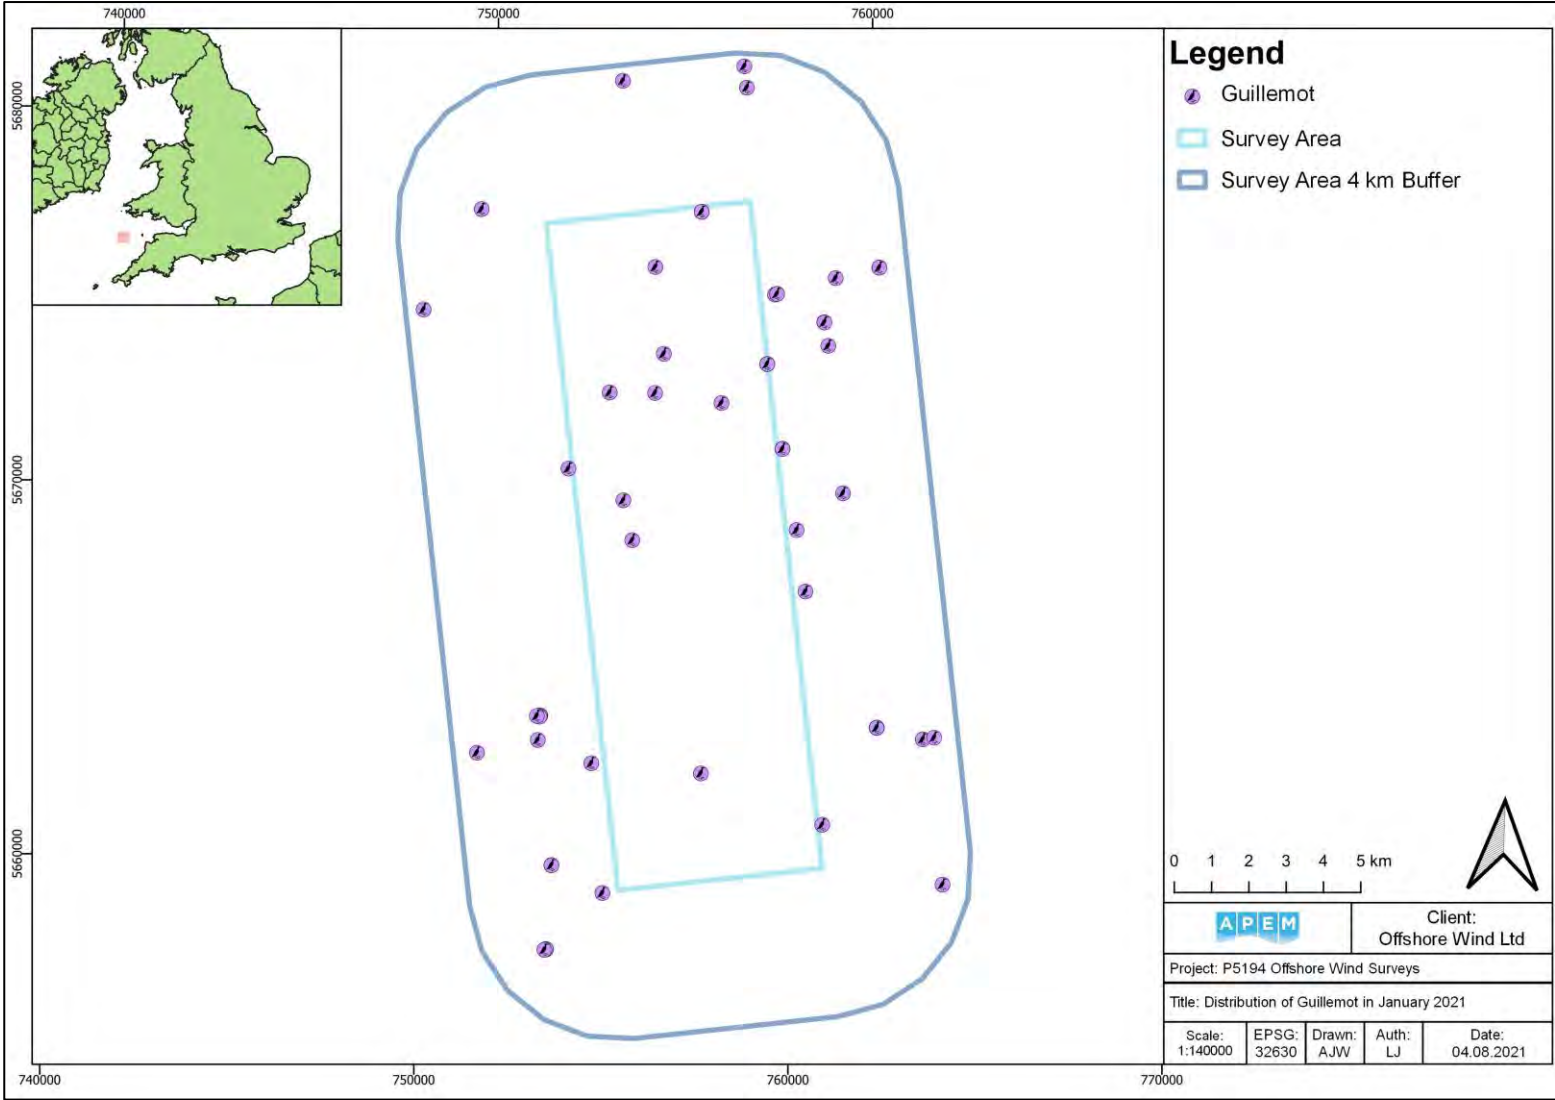 740000
750000
760000
5680000
5670000
5660000
740000
750000
760000
770000
Legend
Guillemot
Survey Area
Survey Area 4 km Buffer
0 1 2 3 4 5 km
APEM
Client:
Offshore Wind Ltd
Project: P5194 Offshore Wind Surveys
Title: Distribution of Guillemot in January 2021
Scale:
1:140000
EPSG:
32630
Drawn:
AJW
Auth:
LJ
Date:
04.08.2021